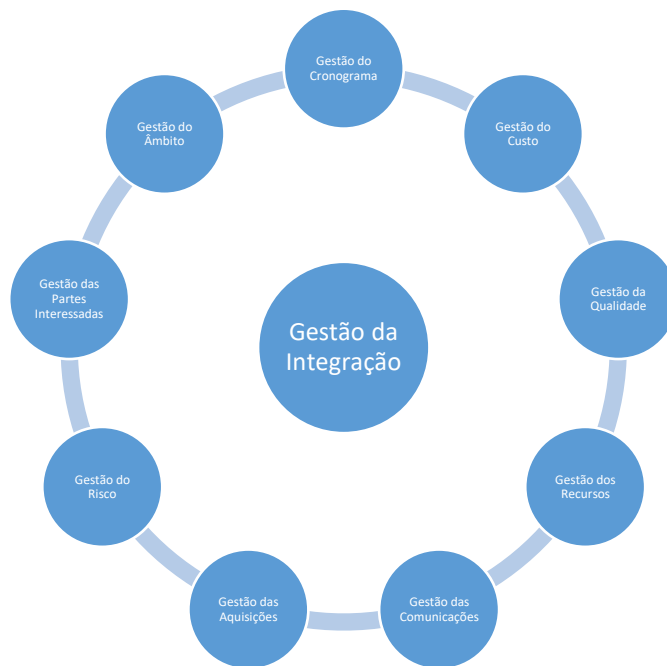 Gestão do
Cronograma
Gestão do
Custo
Gestão da
Qualidade
Gestão dos
Recursos
Gestão das
Comunicações
Gestão das
Aquisições
Gestão do
Risco
Gestão das
Partes
Interessadas
Gestão do
Âmbito
Gestão da
Integração